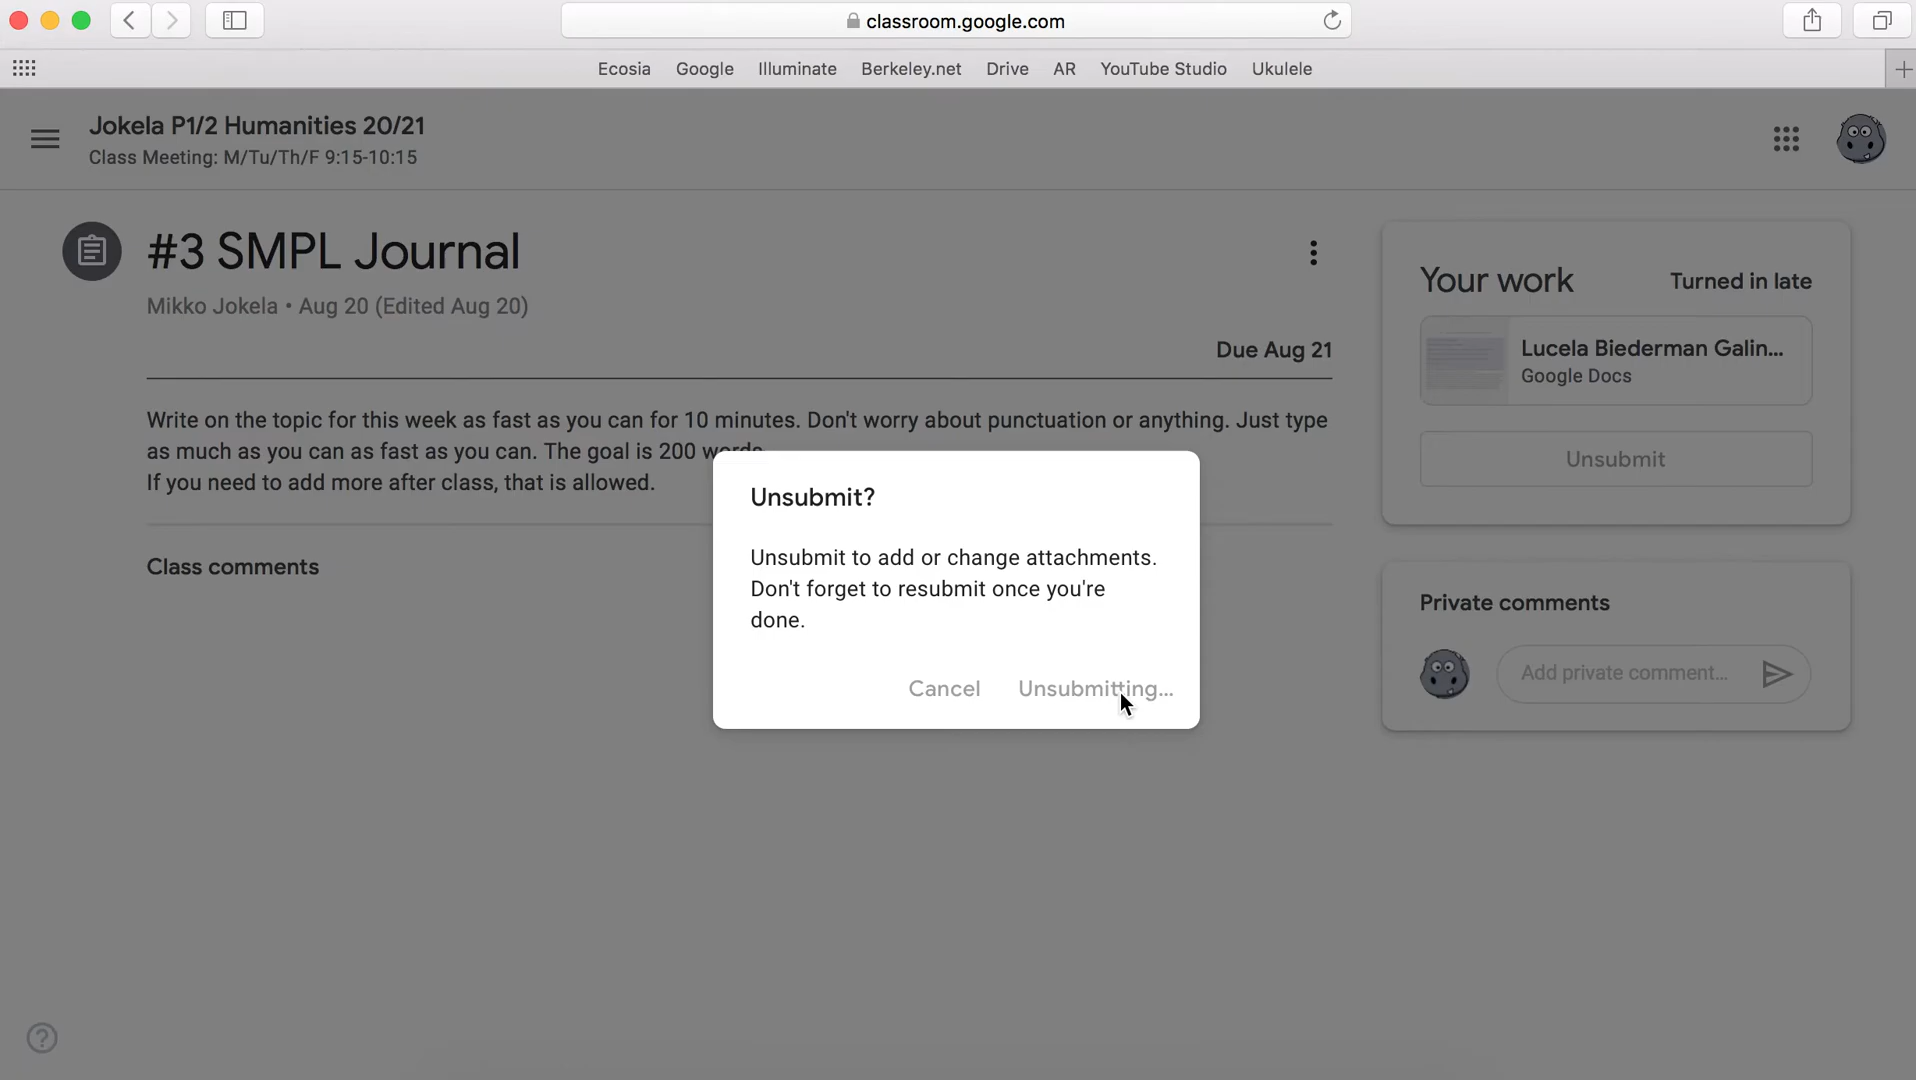 classroom.google.com
Ecosia Google Illuminate Berkeley.net Drive AR YouTube Studio Ukulele
Jokela P1/2 Humanities 20/21
Class Meeting: M/Tu/Th/F 9:15-10:15
#3 SMPL Journal
Mikko Jokela • Aug 20 (Edited Aug 20)
Due Aug 21
Write on the topic for this week as fast as you can for 10 minutes. Don't worry about punctuation or anything. Just type
as much as you can as fast as you can. The goal is 200 words.
If you need to add more after class, that is allowed.
Class comments
Your work Turned in late
Lucela Biederman Galin...
Google Docs
Unsubmit
Private comments
Add private comment...
Unsubmit?
Unsubmit to add or change attachments.
Don't forget to resubmit once you're
done.
Cancel Unsubmitting...